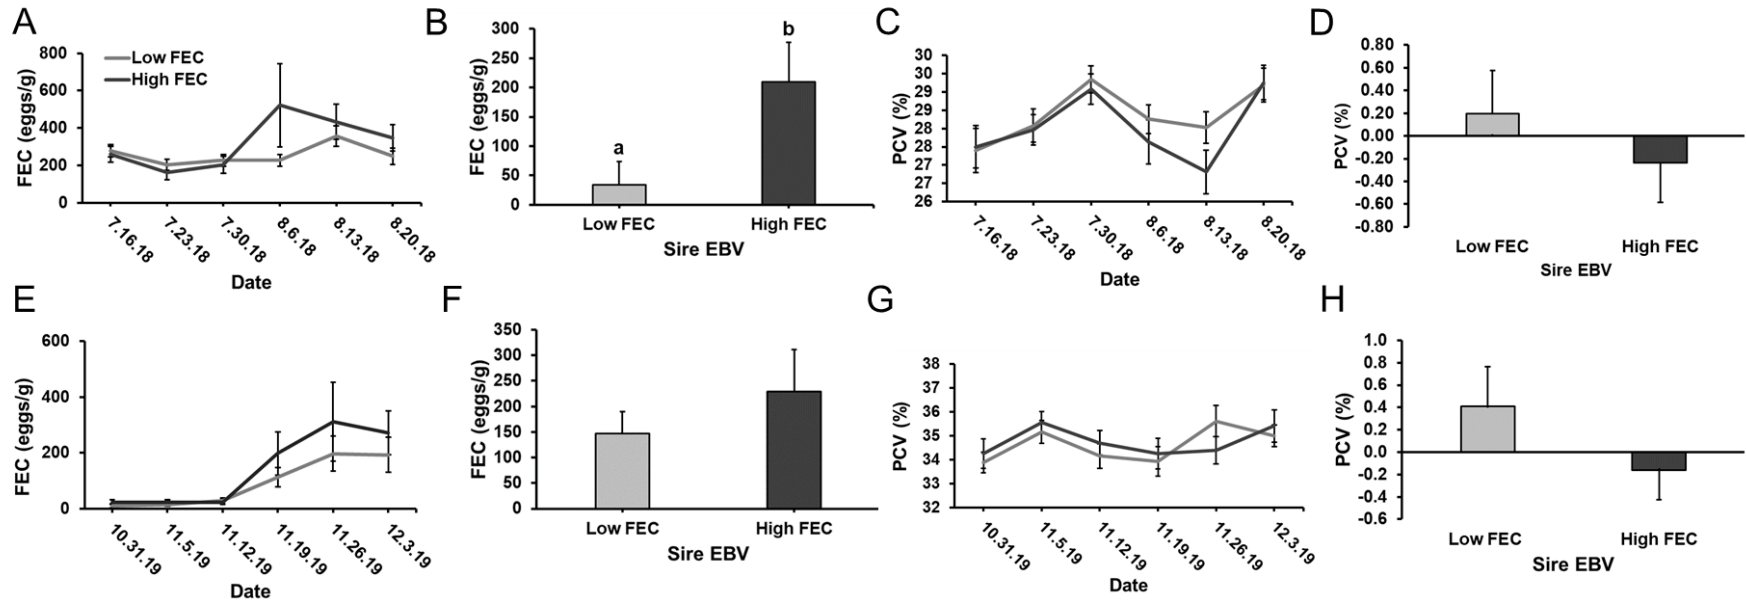 A
FEC (eggs/g)
800
600
400
200
0
Low FEC
High FEC
7.16.18
7.23.18
7.30.18
8.6.18
8.13.18
8.20.18
Date
B
FEC (eggs/g)
300
250
200
150
100
50
0
a
b
Low FEC
High FEC
Sire EBV
C
PCV (%)
30
30
29
29
28
28
27
27
26
7.16.18
7.23.18
7.30.18
8.6.18
8.13.18
8.20.18
Date
D
PCV (%)
0.80
0.60
0.40
0.20
0.00
-0.20
-0.40
-0.60
-0.80
Low FEC
High FEC
Sire EBV
E
FEC (eggs/g)
600
400
200
0
10.31.19
11.5.19
11.12.19
11.19.19
11.26.19
12.3.19
Date
F
FEC (eggs/g)
350
300
250
200
150
100
50
0
Low FEC
High FEC
Sire EBV
G
PCV (%)
38
37
36
35
34
33
32
10.31.19
11.5.19
11.12.19
11.19.19
11.26.19
12.3.19
Date
H
PCV (%)
1.0
0.8
0.6
0.4
0.2
0.0
-0.2
-0.4
-0.6
Low FEC
High FEC
Sire EBV